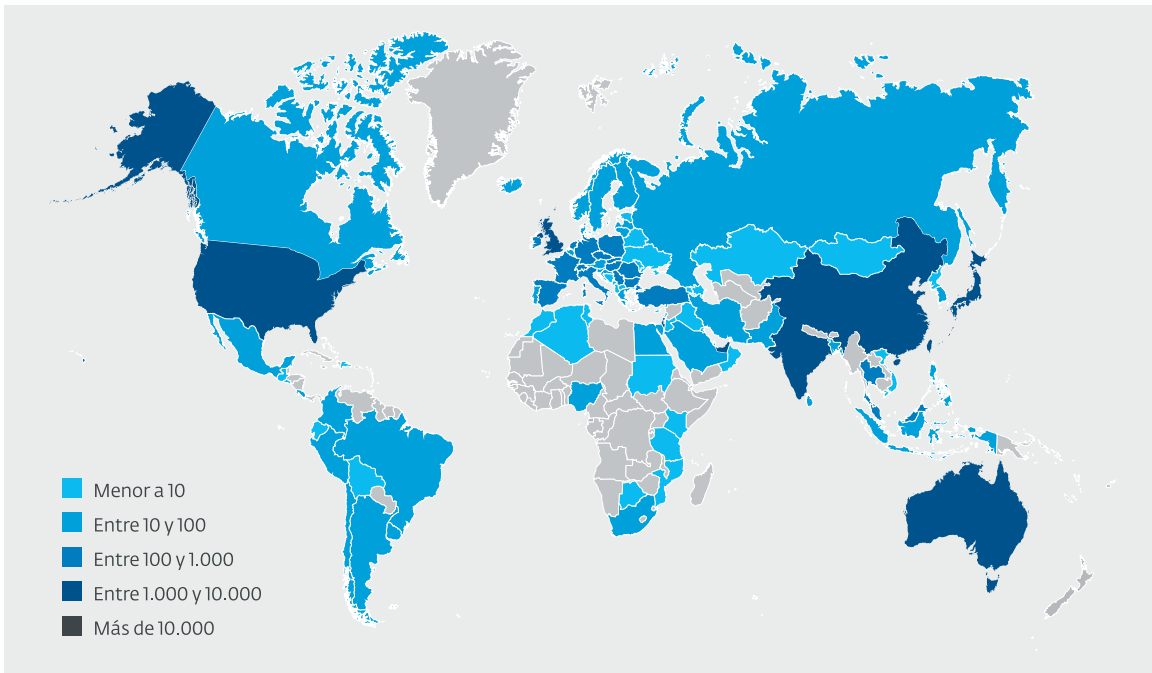 Menor a 10
Entre 10 y 100
Entre 100 y 1.000
Entre 1.000 y 10.000
Más de 10.000